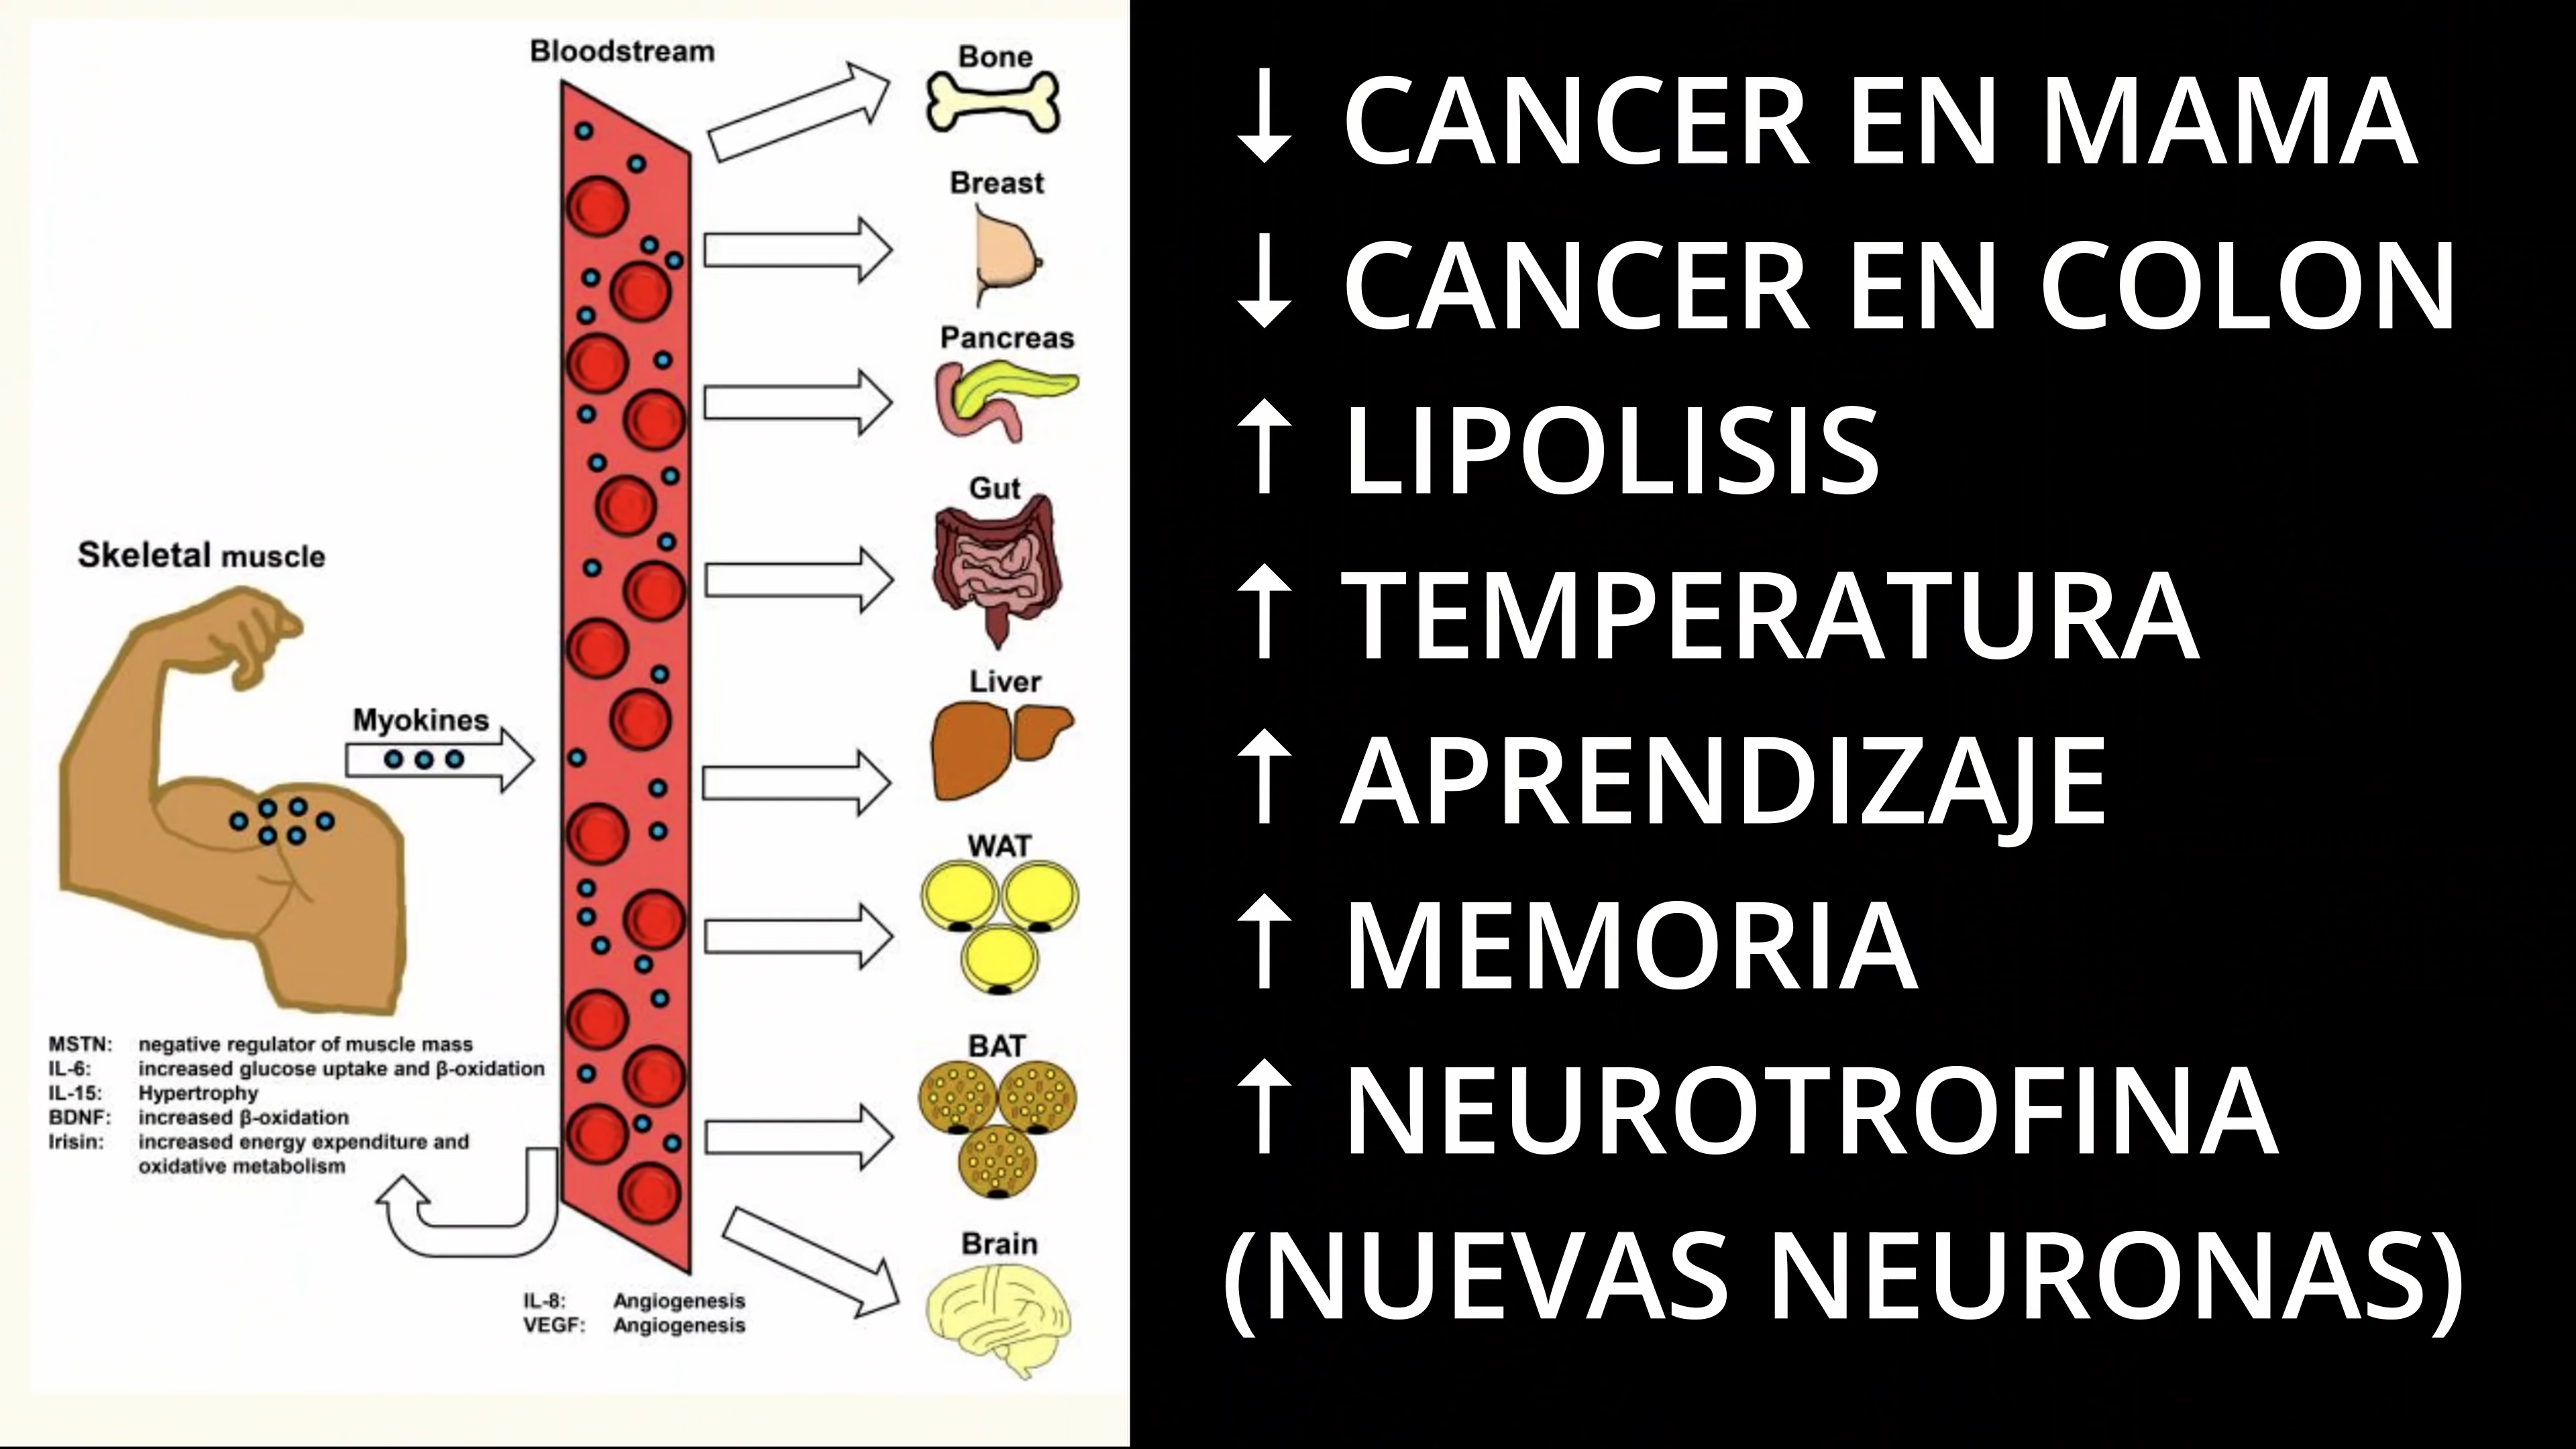 Bloodstream
Bone
Breast
Pancreas
Gut
Skeletal muscle
Liver
Myokines
WAT
BAT
MSTN: negative regulator of muscle mass
IL-6: increased glucose uptake and β-oxidation
IL-15: Hypertrophy
BDNF: increased β-oxidation
Irisin: increased energy expenditure and
oxidative metabolism
Brain
IL-8: Angiogenesis
VEGF: Angiogenesis
↓ CANCER EN MAMA
↓ CANCER EN COLON
↑ LIPOLISIS
↑ TEMPERATURA
↑ APRENDIZAJE
↑ MEMORIA
↑ NEUROTROFINA
(NUEVAS NEURONAS)